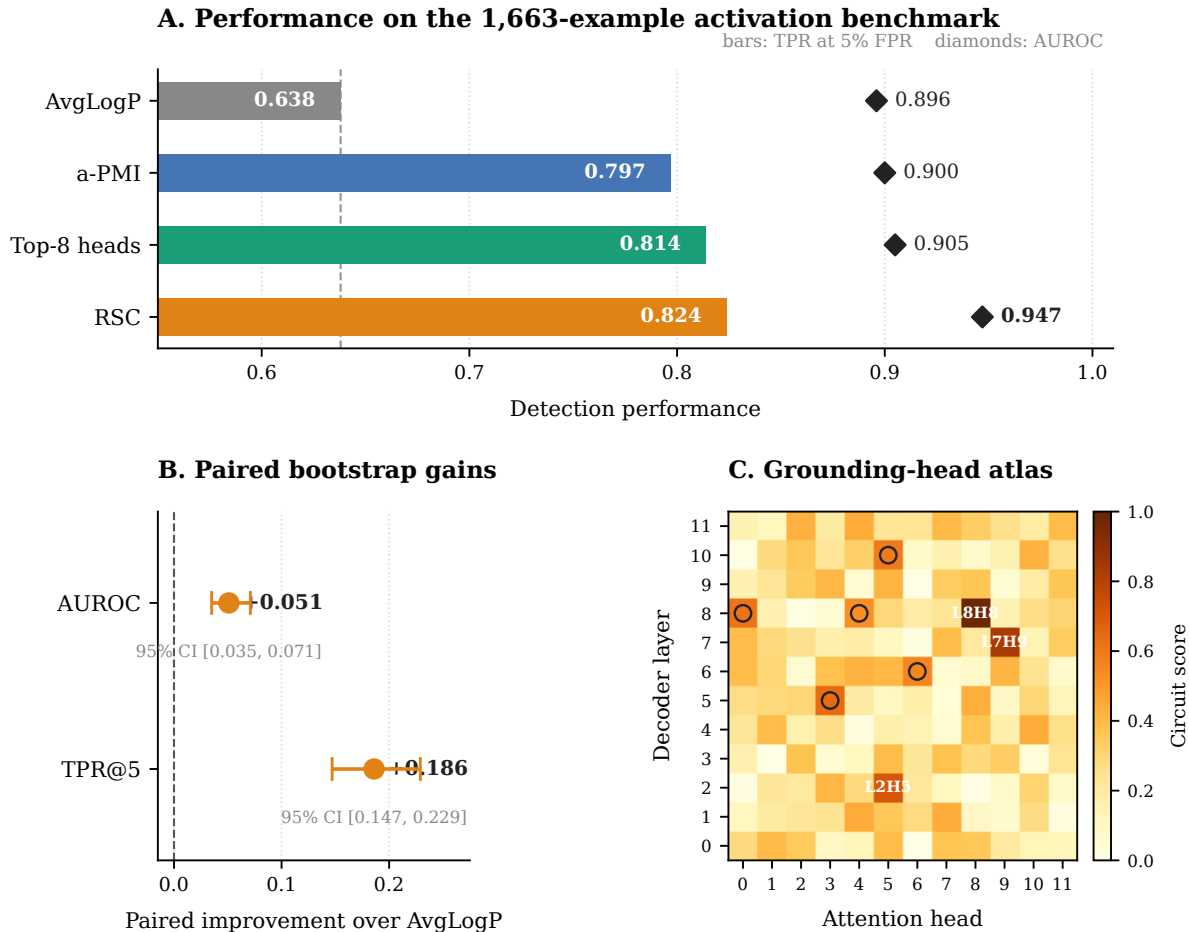 A. Performance on the 1,663-example activation benchmark
bars: TPR at 5% FPR diamonds: AUROC
AvgLogP 0.638 0.896
a-PMI 0.797 0.900
Top-8 heads 0.814 0.905
RSC 0.824 0.947
0.6 0.7 0.8 0.9 1.0
Detection performance
B. Paired bootstrap gains
AUROC +0.051
95% CI [0.035, 0.071]
TPR@5 +0.186
95% CI [0.147, 0.229]
0.0 0.1 0.2
Paired improvement over AvgLogP
C. Grounding-head atlas
Decoder layer
11
10
9
8 L8H8
7 L7H9
6
5
4
3
2 L2H5
1
0
0 1 2 3 4 5 6 7 8 9 10 11
Attention head
1.0
0.8
0.6
0.4
0.2
0.0
Circuit score